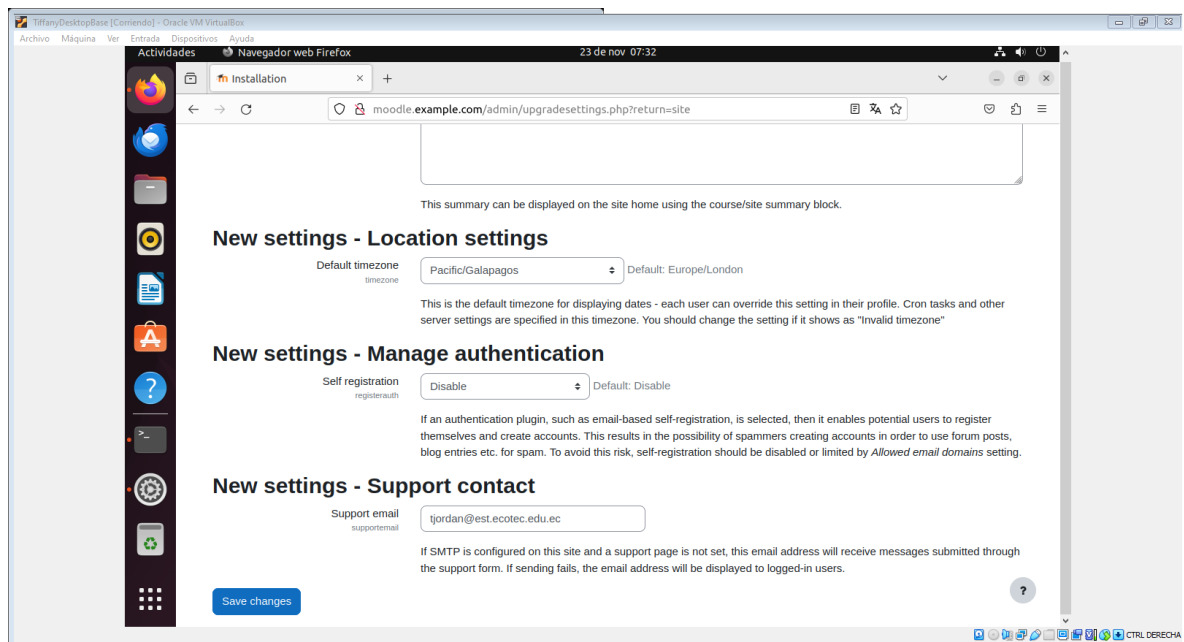 TiffanyDesktopBase [Corriendo] - Oracle VM VirtualBox
Archivo Máquina Ver Entrada Dispositivos Ayuda
Actividades Navegador web Firefox 23 de nov 07:32
Installation
moodle.example.com/admin/upgradesettings.php?return=site
This summary can be displayed on the site home using the course/site summary block.
New settings - Location settings
Default timezone Pacific/Galapagos Default: Europe/London
timezone
This is the default timezone for displaying dates - each user can override this setting in their profile. Cron tasks and other
server settings are specified in this timezone. You should change the setting if it shows as "Invalid timezone"
New settings - Manage authentication
Self registration Disable Default: Disable
registerauth
If an authentication plugin, such as email-based self-registration, is selected, then it enables potential users to register
themselves and create accounts. This results in the possibility of spammers creating accounts in order to use forum posts,
blog entries etc. for spam. To avoid this risk, self-registration should be disabled or limited by Allowed email domains setting.
New settings - Support contact
Support email tjordan@est.ecotec.edu.ec
supportemail
If SMTP is configured on this site and a support page is not set, this email address will receive messages submitted through
the support form. If sending fails, the email address will be displayed to logged-in users.
?
Save changes
CTRL DERECHA